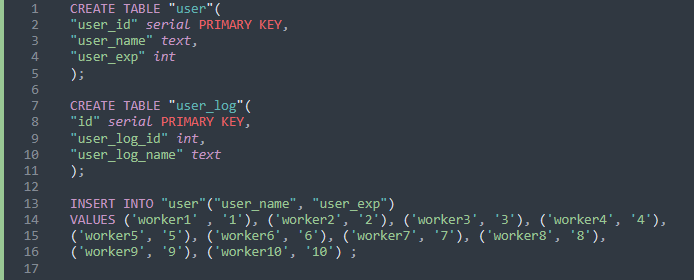 1 CREATE TABLE "user"(
2 "user_id" serial PRIMARY KEY,
3 "user_name" text,
4 "user_exp" int
5 );
6
7 CREATE TABLE "user_log"(
8 "id" serial PRIMARY KEY,
9 "user_log_id" int,
10 "user_log_name" text
11 );
12
13 INSERT INTO "user"("user_name", "user_exp")
14 VALUES ('worker1' , '1'), ('worker2', '2'), ('worker3', '3'), ('worker4', '4'),
15 ('worker5', '5'), ('worker6', '6'), ('worker7', '7'), ('worker8', '8'),
16 ('worker9', '9'), ('worker10', '10') ;
17